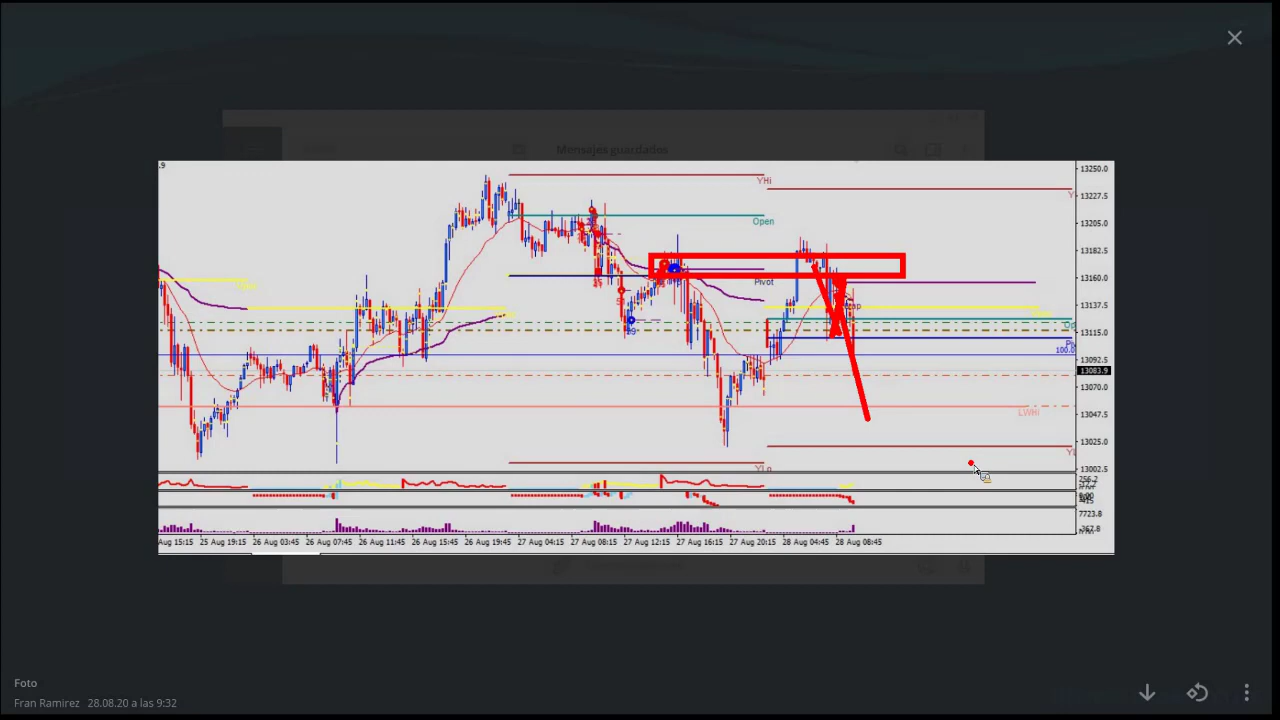 Mensajes guardados
.9
YHi
Open
Pivot
YLo
LWHi
100.0
13250.0
13227.5
13205.0
13182.5
13160.0
13137.5
13115.0
13092.5
13083.9
13070.0
13047.5
13025.0
13002.5
256.2
7723.8
Aug 15:15 25 Aug 19:15 26 Aug 03:45 26 Aug 07:45 26 Aug 11:45 26 Aug 15:45 26 Aug 19:45 27 Aug 04:15 27 Aug 08:15 27 Aug 12:15 27 Aug 16:15 27 Aug 20:15 28 Aug 04:45 28 Aug 08:45
Foto
Fran Ramirez 28.08.20 a las 9:32